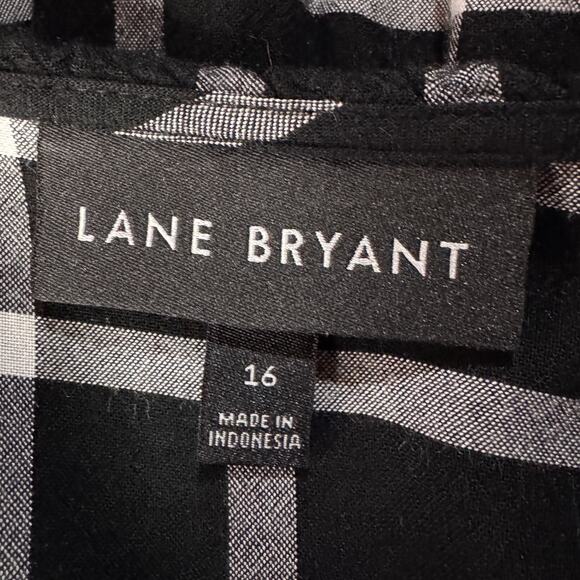 LANE BRYANT
16
MADE IN
INDONESIA